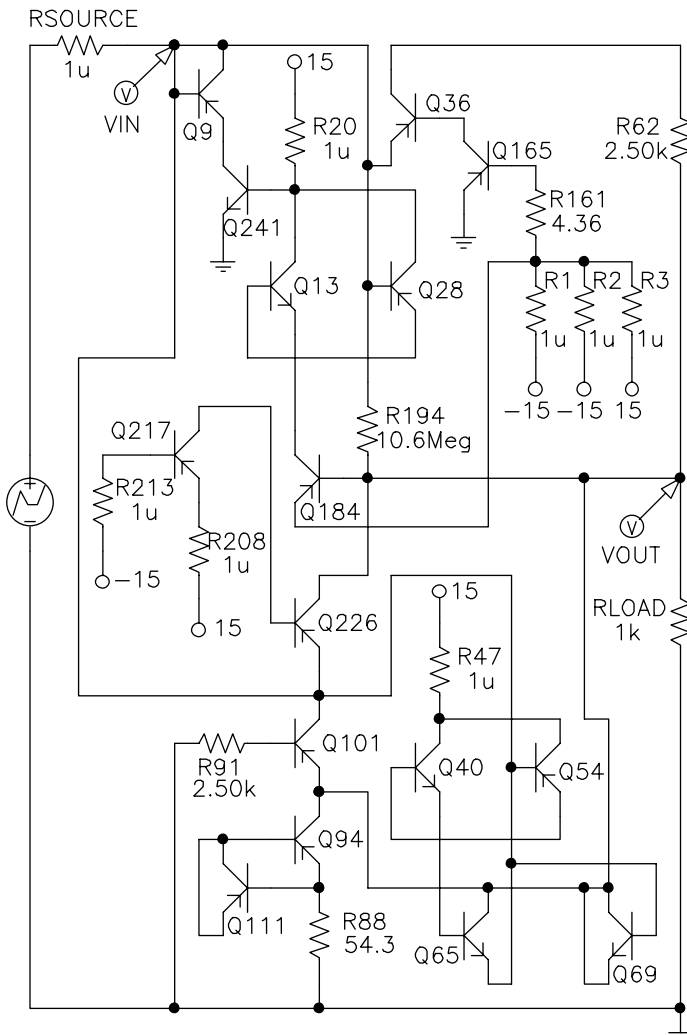 RSOURCE
1u
V
VIN
Q9
15
R20
1u
Q36
Q165
R62
2.50k
Q241
R161
4.36
Q13
Q28
R1
R2
R3
1u
1u
1u
-15
-15
15
R194
10.6Meg
Q217
R213
1u
Q184
R208
1u
V
VOUT
-15
15
15
Q226
RLOAD
1k
R47
1u
Q101
R91
2.50k
Q40
Q54
Q94
Q111
R88
54.3
Q65
Q69